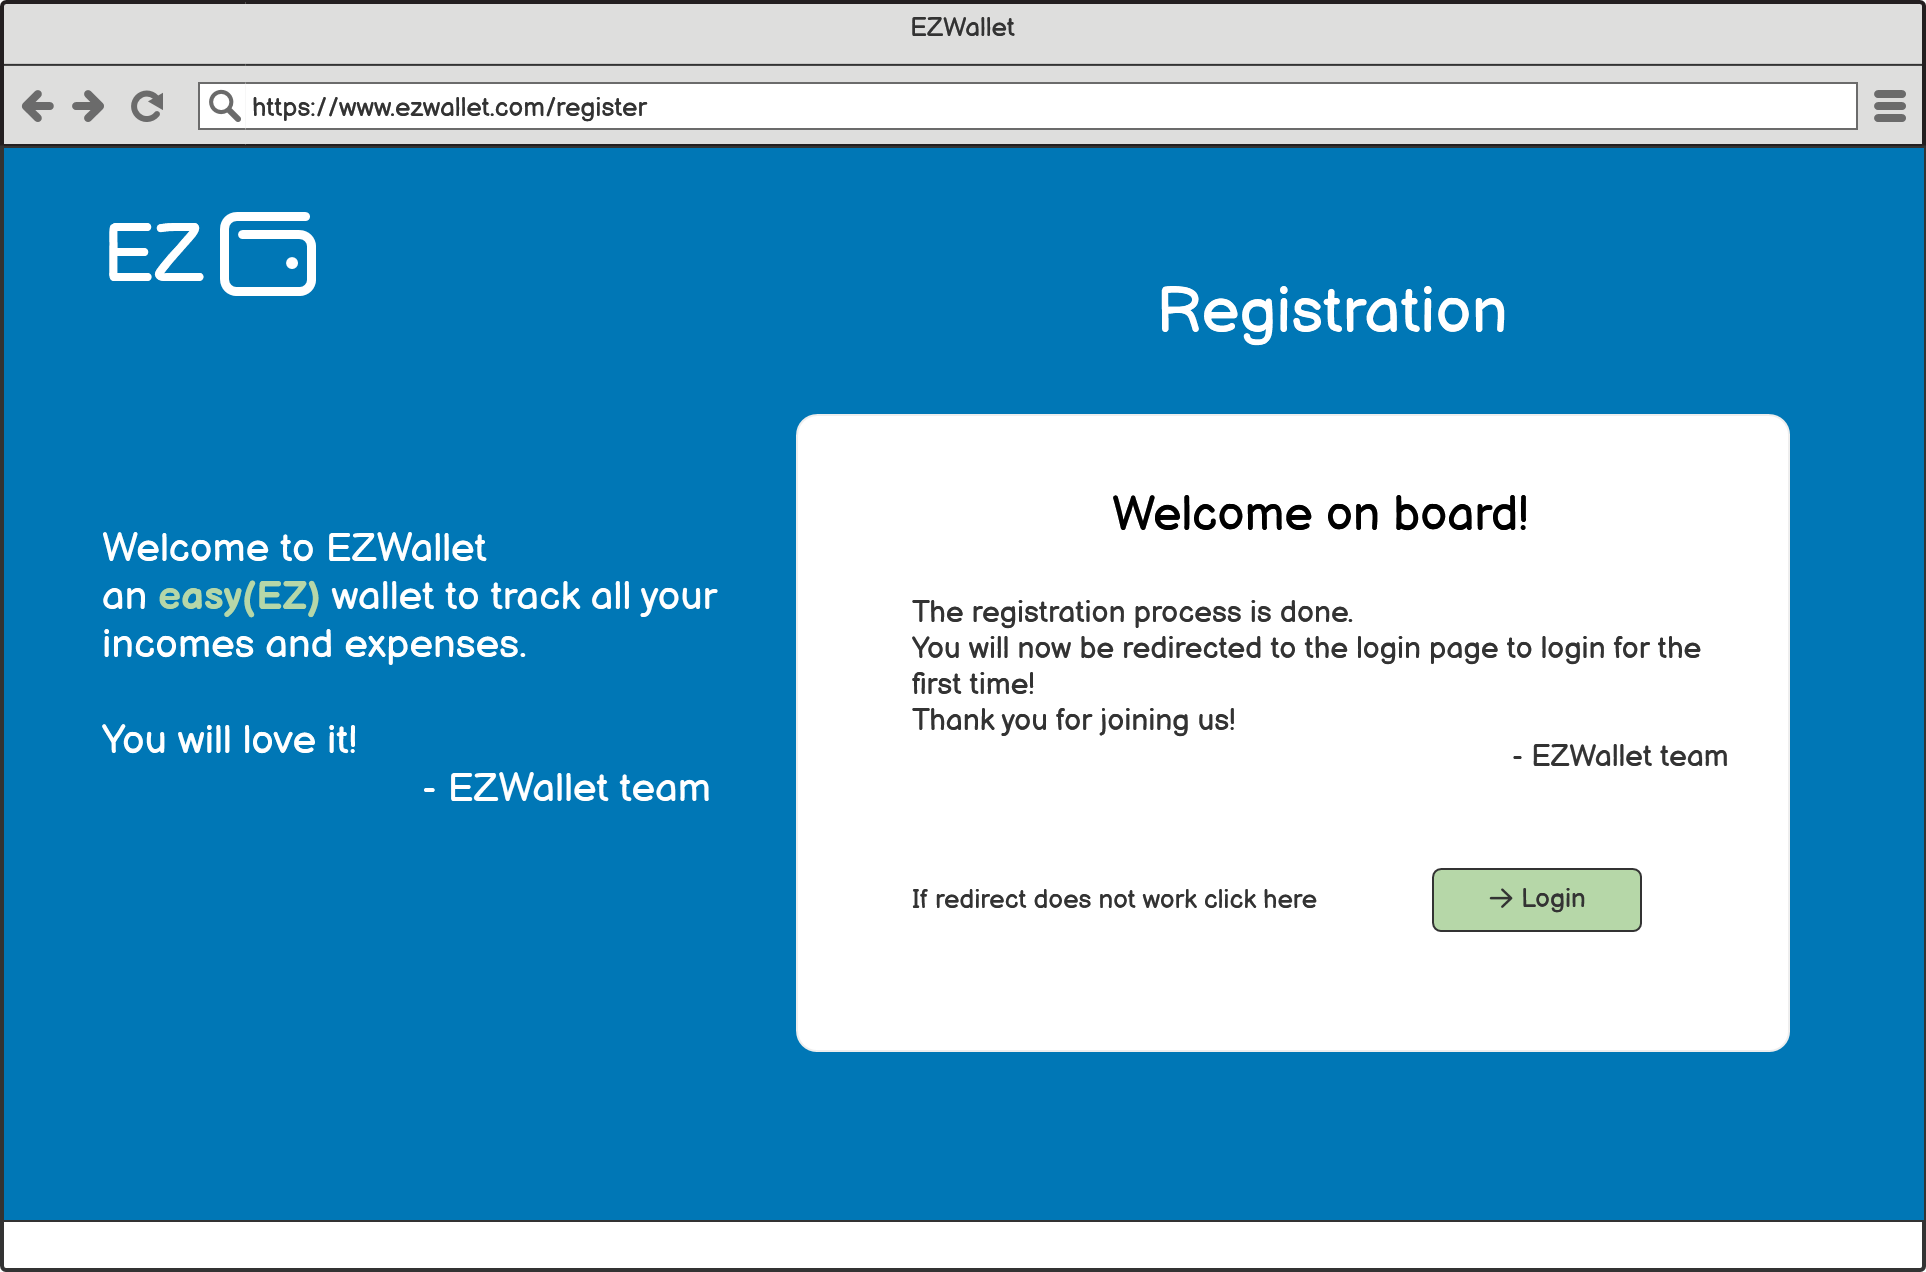 EZWallet
https://www.ezwallet.com/register
EZ
Registration
Welcome to EZWallet
an easy(EZ) wallet to track all your
incomes and expenses.
You will love it!
- EZWallet team
Welcome on board!
The registration process is done.
You will now be redirected to the login page to login for the
first time!
Thank you for joining us!
- EZWallet team
If redirect does not work click here
→ Login